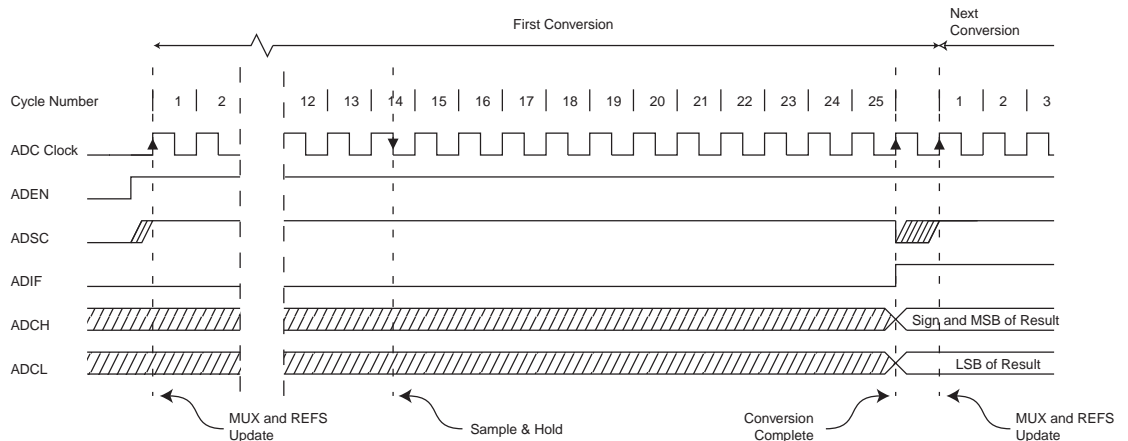 First Conversion
Next
Conversion
Cycle Number 1 2 12 13 14 15 16 17 18 19 20 21 22 23 24 25 1 2 3
ADC Clock
ADEN
ADSC
ADIF
ADCH Sign and MSB of Result
ADCL LSB of Result
MUX and REFS
Update
Sample & Hold
Conversion
Complete
MUX and REFS
Update